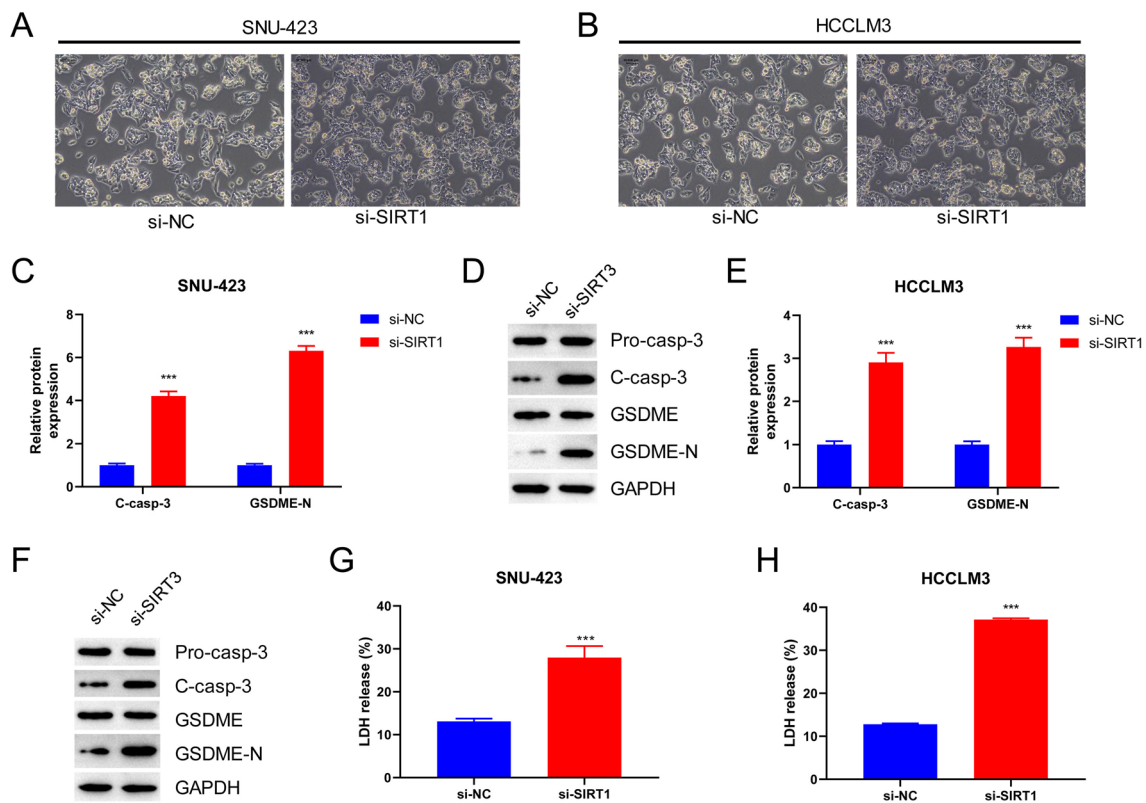 A
SNU-423
si-NC
si-SIRT1
B
HCCLM3
si-NC
si-SIRT1
C
SNU-423
Relative protein
expression
8
6
4
2
0
***
***
C-casp-3
GSDME-N
si-NC
si-SIRT1
D
si-NC
si-SIRT3
Pro-casp-3
C-casp-3
GSDME
GSDME-N
GAPDH
E
HCCLM3
Relative protein
expression
4
3
2
1
0
***
***
C-casp-3
GSDME-N
si-NC
si-SIRT1
F
si-NC
si-SIRT3
Pro-casp-3
C-casp-3
GSDME
GSDME-N
GAPDH
G
SNU-423
LDH release (%)
40
30
20
10
0
***
si-NC
si-SIRT1
H
HCCLM3
LDH release (%)
40
30
20
10
0
***
si-NC
si-SIRT1